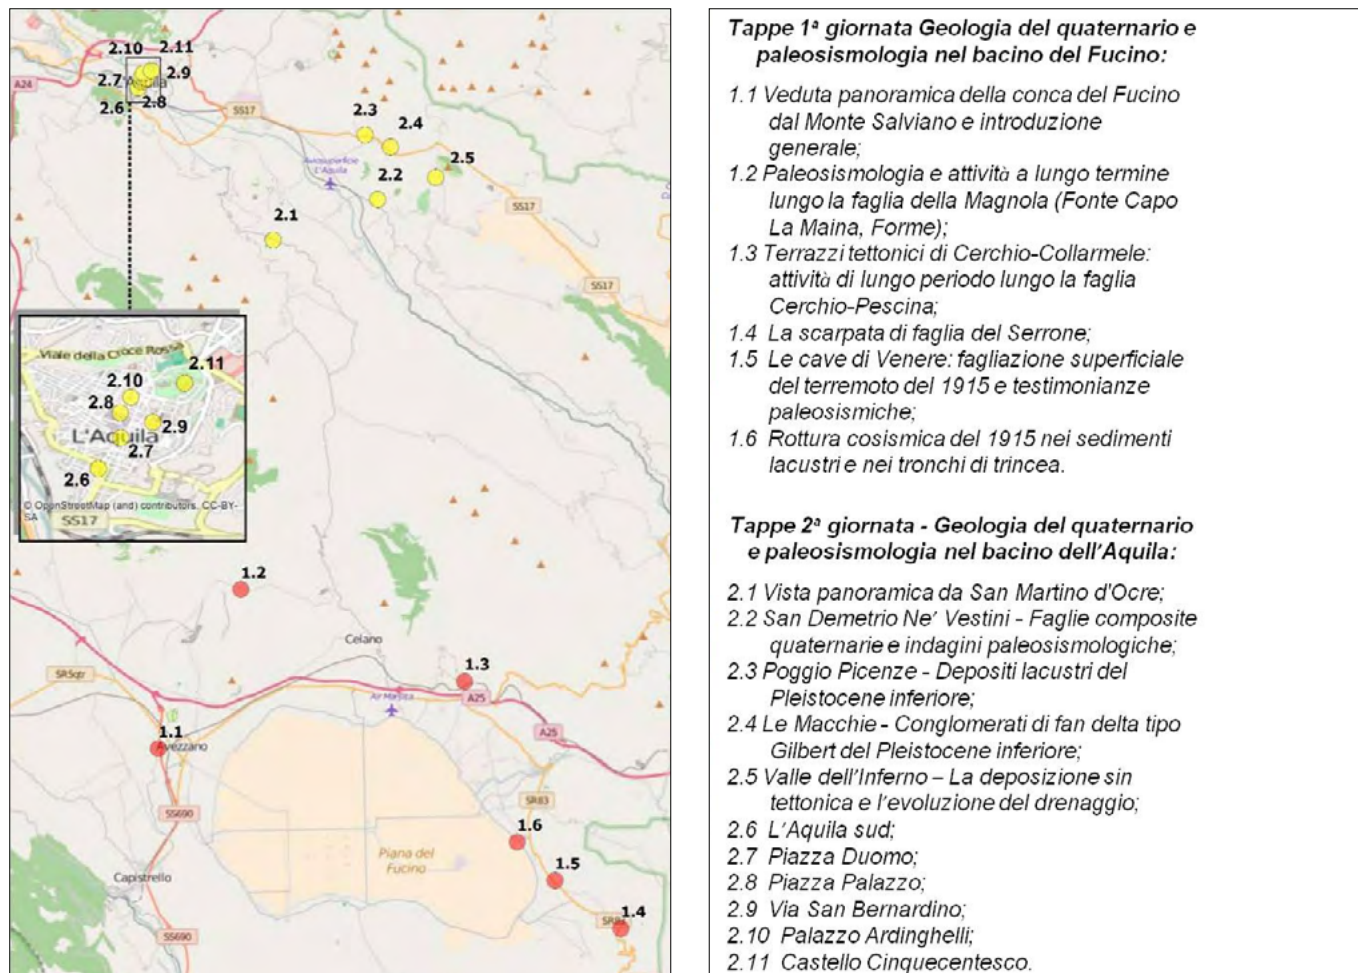 2.10 2.11
A24
2.7 L'Aquila 2.9
2.6 2.8
SS17
2.3
2.4
2.5
Aviosuperficie
L'Aquila
2.2
SS17
2.1
SS17
Viale della Croce Rossa
2.11
2.10
2.8
2.9
L'Aquila
2.7
2.6
© OpenStreetMap (and) contributors, CC-BY-
SA
SS17
1.2
Celano
1.3
SR5qtr
A25
A25
1.1
Avezzano
SS690
SR83
1.6
Piana del
Fucino
1.5
Capistrello
1.4
SS690
Tappe 1ª giornata Geologia del quaternario e
paleosismologia nel bacino del Fucino:
1.1 Veduta panoramica della conca del Fucino
dal Monte Salviano e introduzione
generale;
1.2 Paleosismologia e attività a lungo termine
lungo la faglia della Magnola (Fonte Capo
La Maina, Forme);
1.3 Terrazzi tettonici di Cerchio-Collarmele:
attività di lungo periodo lungo la faglia
Cerchio-Pescina;
1.4 La scarpata di faglia del Serrone;
1.5 Le cave di Venere: fagliazione superficiale
del terremoto del 1915 e testimonianze
paleosismiche;
1.6 Rottura cosismica del 1915 nei sedimenti
lacustri e nei tronchi di trincea.
Tappe 2ª giornata - Geologia del quaternario
e paleosismologia nel bacino dell'Aquila:
2.1 Vista panoramica da San Martino d'Ocre;
2.2 San Demetrio Ne' Vestini - Faglie composite
quaternarie e indagini paleosismologiche;
2.3 Poggio Picenze - Depositi lacustri del
Pleistocene inferiore;
2.4 Le Macchie - Conglomerati di fan delta tipo
Gilbert del Pleistocene inferiore;
2.5 Valle dell'Inferno – La deposizione sin
tettonica e l'evoluzione del drenaggio;
2.6 L'Aquila sud;
2.7 Piazza Duomo;
2.8 Piazza Palazzo;
2.9 Via San Bernardino;
2.10 Palazzo Ardinghelli;
2.11 Castello Cinquecentesco.